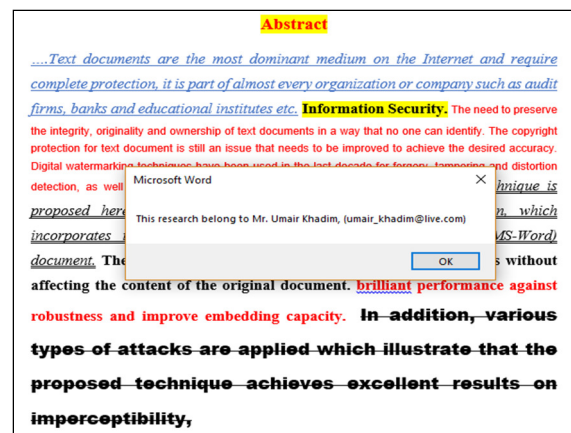 Abstract
....Text documents are the most dominant medium on the Internet and require
complete protection, it is part of almost every organization or company such as audit
firms, banks and educational institutes etc. Information Security. The need to preserve
the integrity, originality and ownership of text documents in a way that no one can identify. The copyright
protection for text document is still an issue that needs to be improved to achieve the desired accuracy.
Digital watermarking techniques have been used in the last decade for forgery, tampering and distortion
detection, as well
Microsoft Word
This research belong to Mr. Umair Khadim, (umair_khadim@live.com)
OK
hnique is
proposed here
n, which
incorporates
MS-Word)
document. The
s without
affecting the content of the original document. brilliant performance against
robustness and improve embedding capacity. In addition, various
types of attacks are applied which illustrate that the
proposed technique achieves excellent results on
imperceptibility,